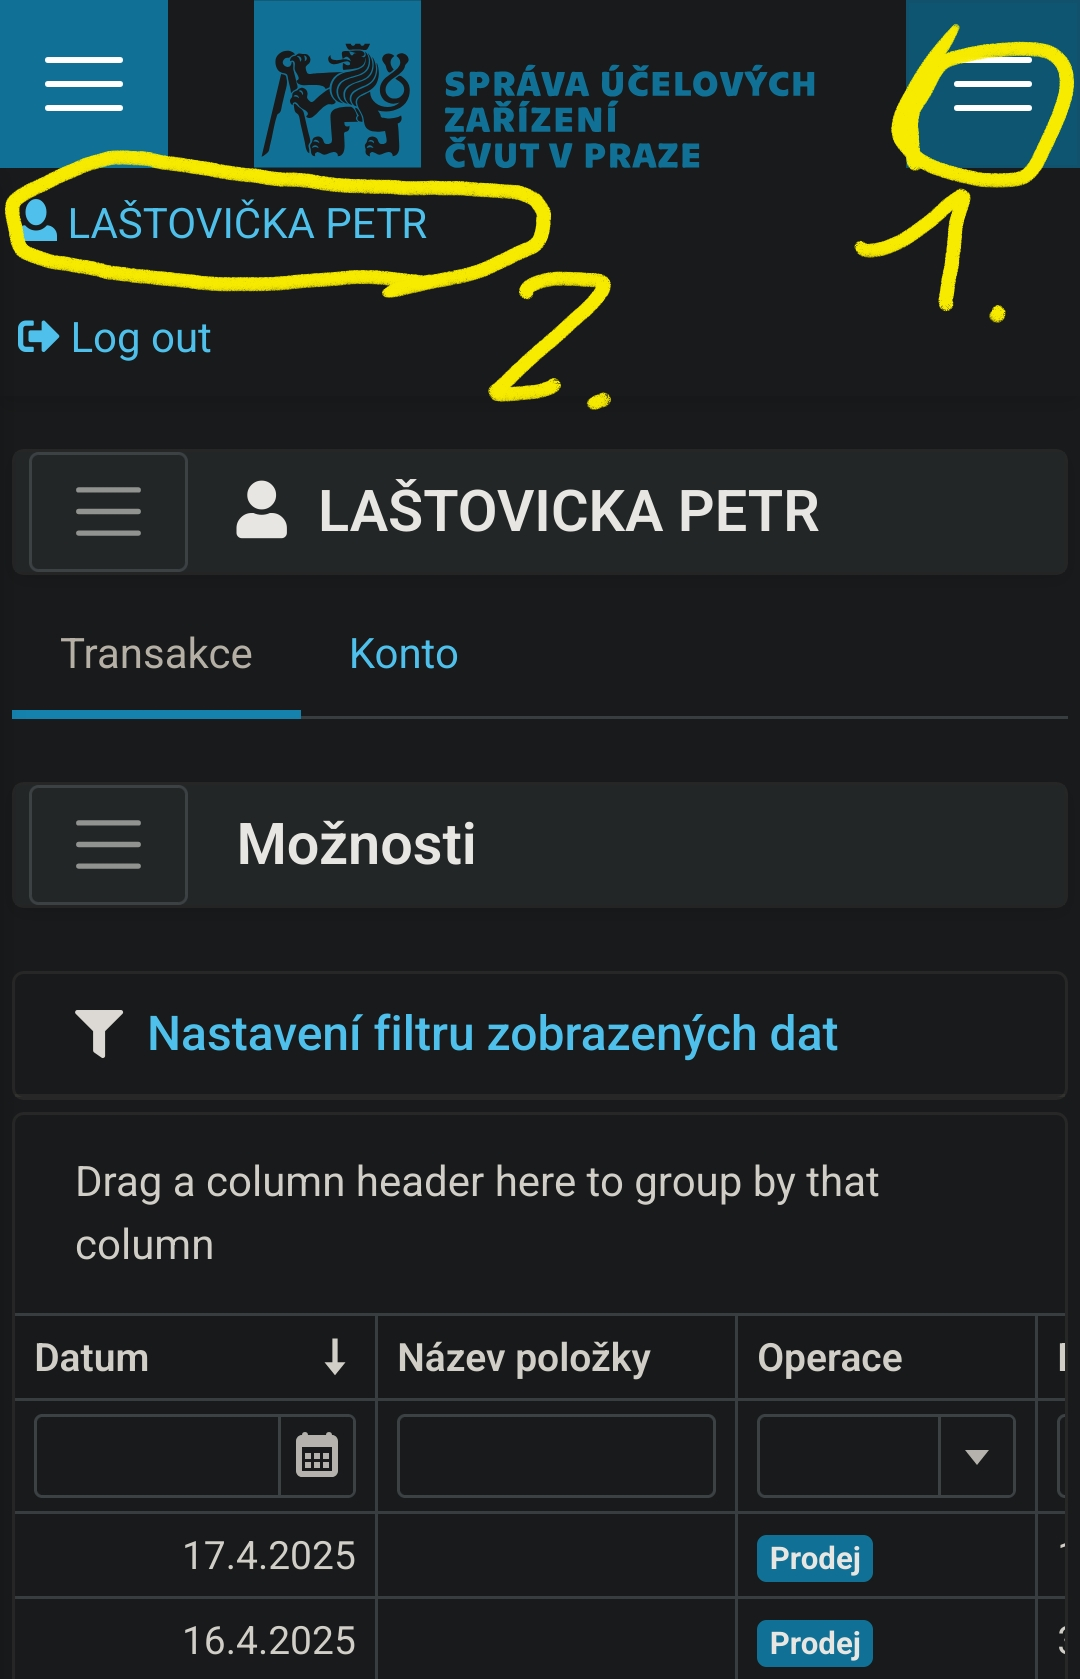 SPRÁVA ÚČELOVÝCH
ZAŘÍZENÍ
ČVUT V PRAZE
1.
LAŠTOVIČKA PETR
2.
Log out
LAŠTOVICKA PETR
Transakce Konto
Možnosti
Nastavení filtru zobrazených dat
Drag a column header here to group by that
column
Datum Název položky Operace
17.4.2025 Prodej
16.4.2025 Prodej